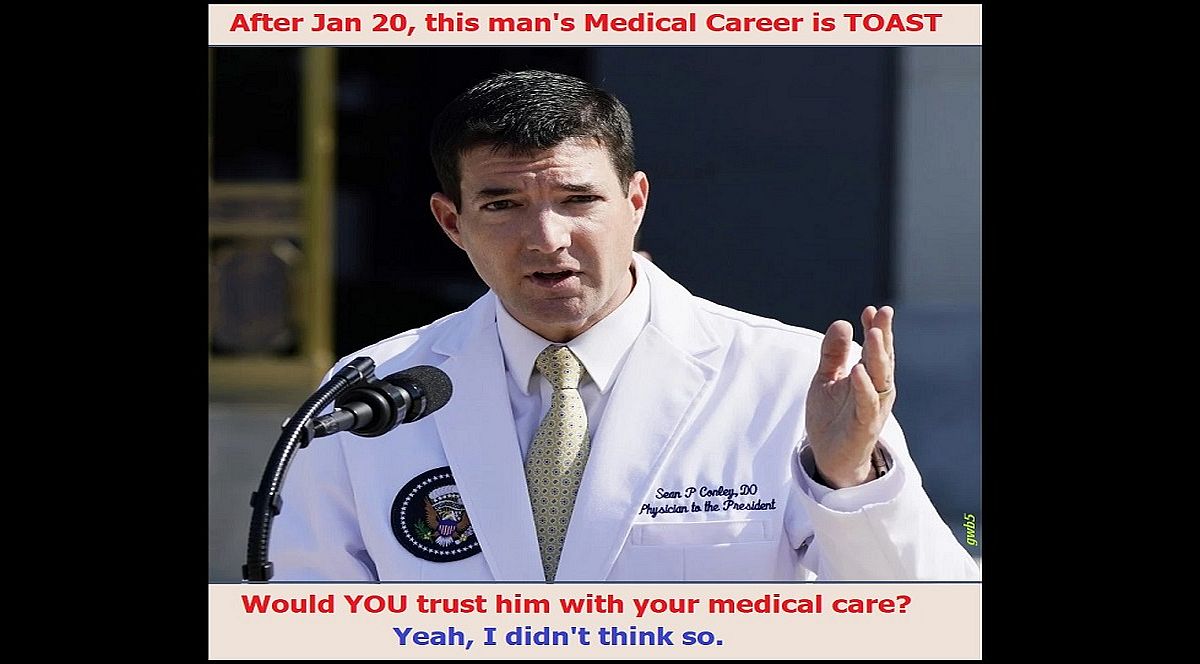 After Jan 20, this man's Medical Career is TOAST
Sean P Conley, DO
Physician to the President
gwb5
Would YOU trust him with your medical care?
Yeah, I didn't think so.